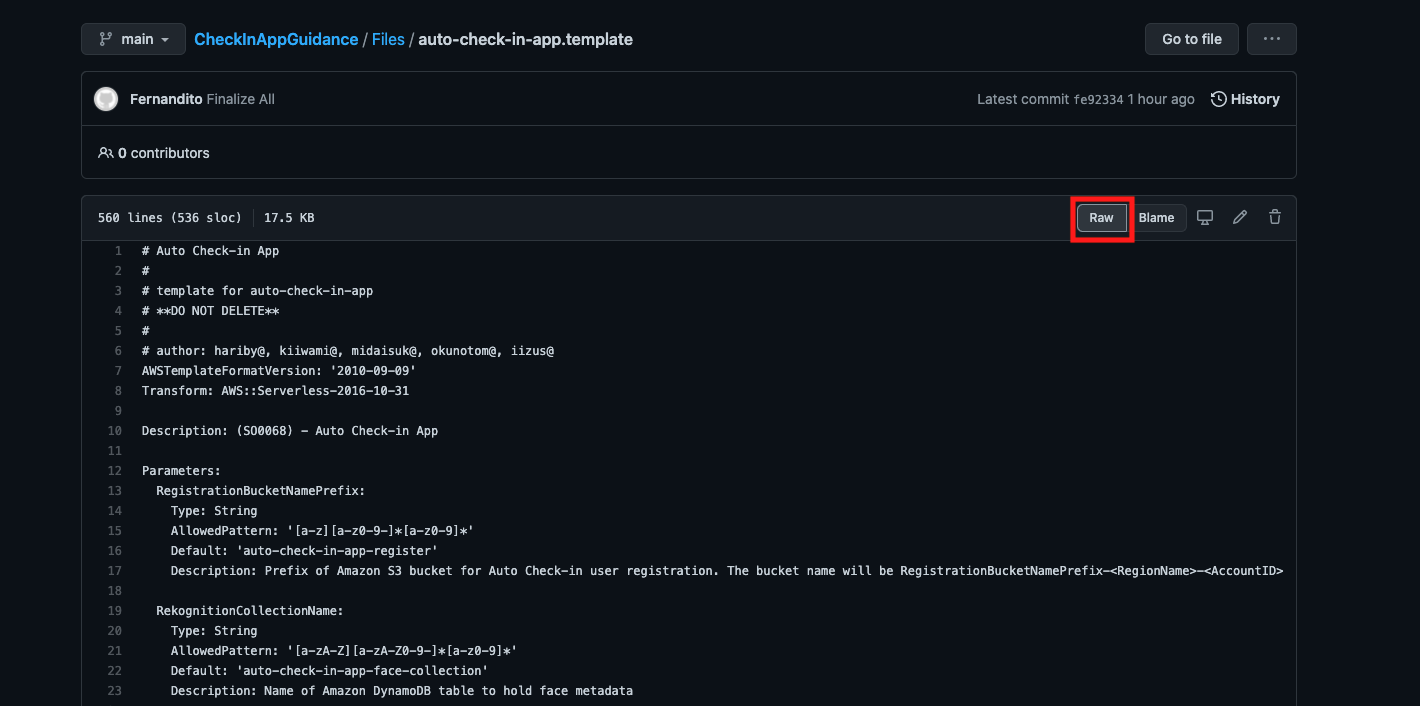 main
CheckInAppGuidance / Files / auto-check-in-app.template
Go to file
···
Fernandito Finalize All
Latest commit fe92334 1 hour ago
History
0 contributors
560 lines (536 sloc)
17.5 KB
Raw
Blame
1 # Auto Check-in App
2 #
3 # template for auto-check-in-app
4 # **DO NOT DELETE**
5 #
6 # author: hariby@, kiiwami@, midaisuk@, okunotom@, iizus@
7 AWSTemplateFormatVersion: '2010-09-09'
8 Transform: AWS::Serverless-2016-10-31
9
10 Description: (SO0068) - Auto Check-in App
11
12 Parameters:
13 RegistrationBucketNamePrefix:
14 Type: String
15 AllowedPattern: '[a-z][a-z0-9-]*[a-z0-9]*'
16 Default: 'auto-check-in-app-register'
17 Description: Prefix of Amazon S3 bucket for Auto Check-in user registration. The bucket name will be RegistrationBucketNamePrefix-<RegionName>-<AccountID>
18
19 RekognitionCollectionName:
20 Type: String
21 AllowedPattern: '[a-zA-Z][a-zA-Z0-9-]*[a-z0-9]*'
22 Default: 'auto-check-in-app-face-collection'
23 Description: Name of Amazon DynamoDB table to hold face metadata